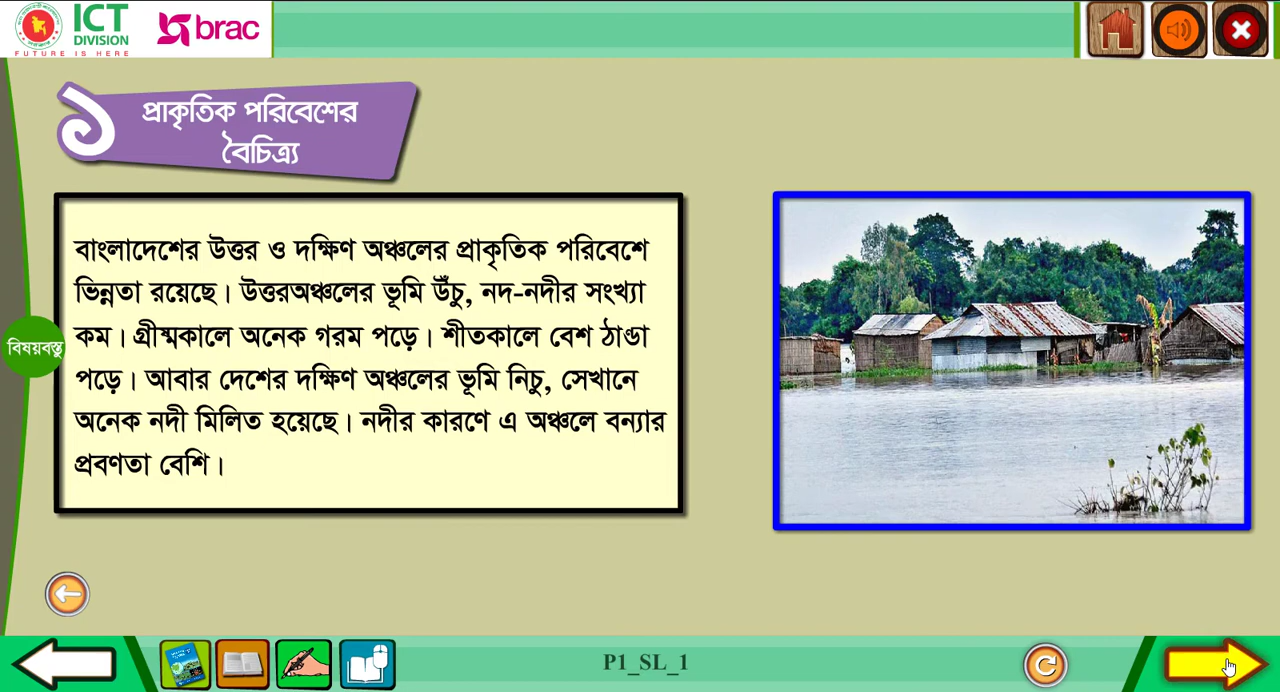 ICT
DIVISION
FUTURE IS HERE
brac
১
প্রাকৃতিক পরিবেশের
বৈচিত্র্য
বাংলাদেশের উত্তর ও দক্ষিণ অঞ্চলের প্রাকৃতিক পরিবেশে
ভিন্নতা রয়েছে। উত্তরঅঞ্চলের ভূমি উঁচু, নদ-নদীর সংখ্যা
কম। গ্রীষ্মকালে অনেক গরম পড়ে। শীতকালে বেশ ঠাণ্ডা
পড়ে। আবার দেশের দক্ষিণ অঞ্চলের ভূমি নিচু, সেখানে
অনেক নদী মিলিত হয়েছে। নদীর কারণে এ অঞ্চলে বন্যার
প্রবণতা বেশি।
বিষয়বস্তু
P1_SL_1